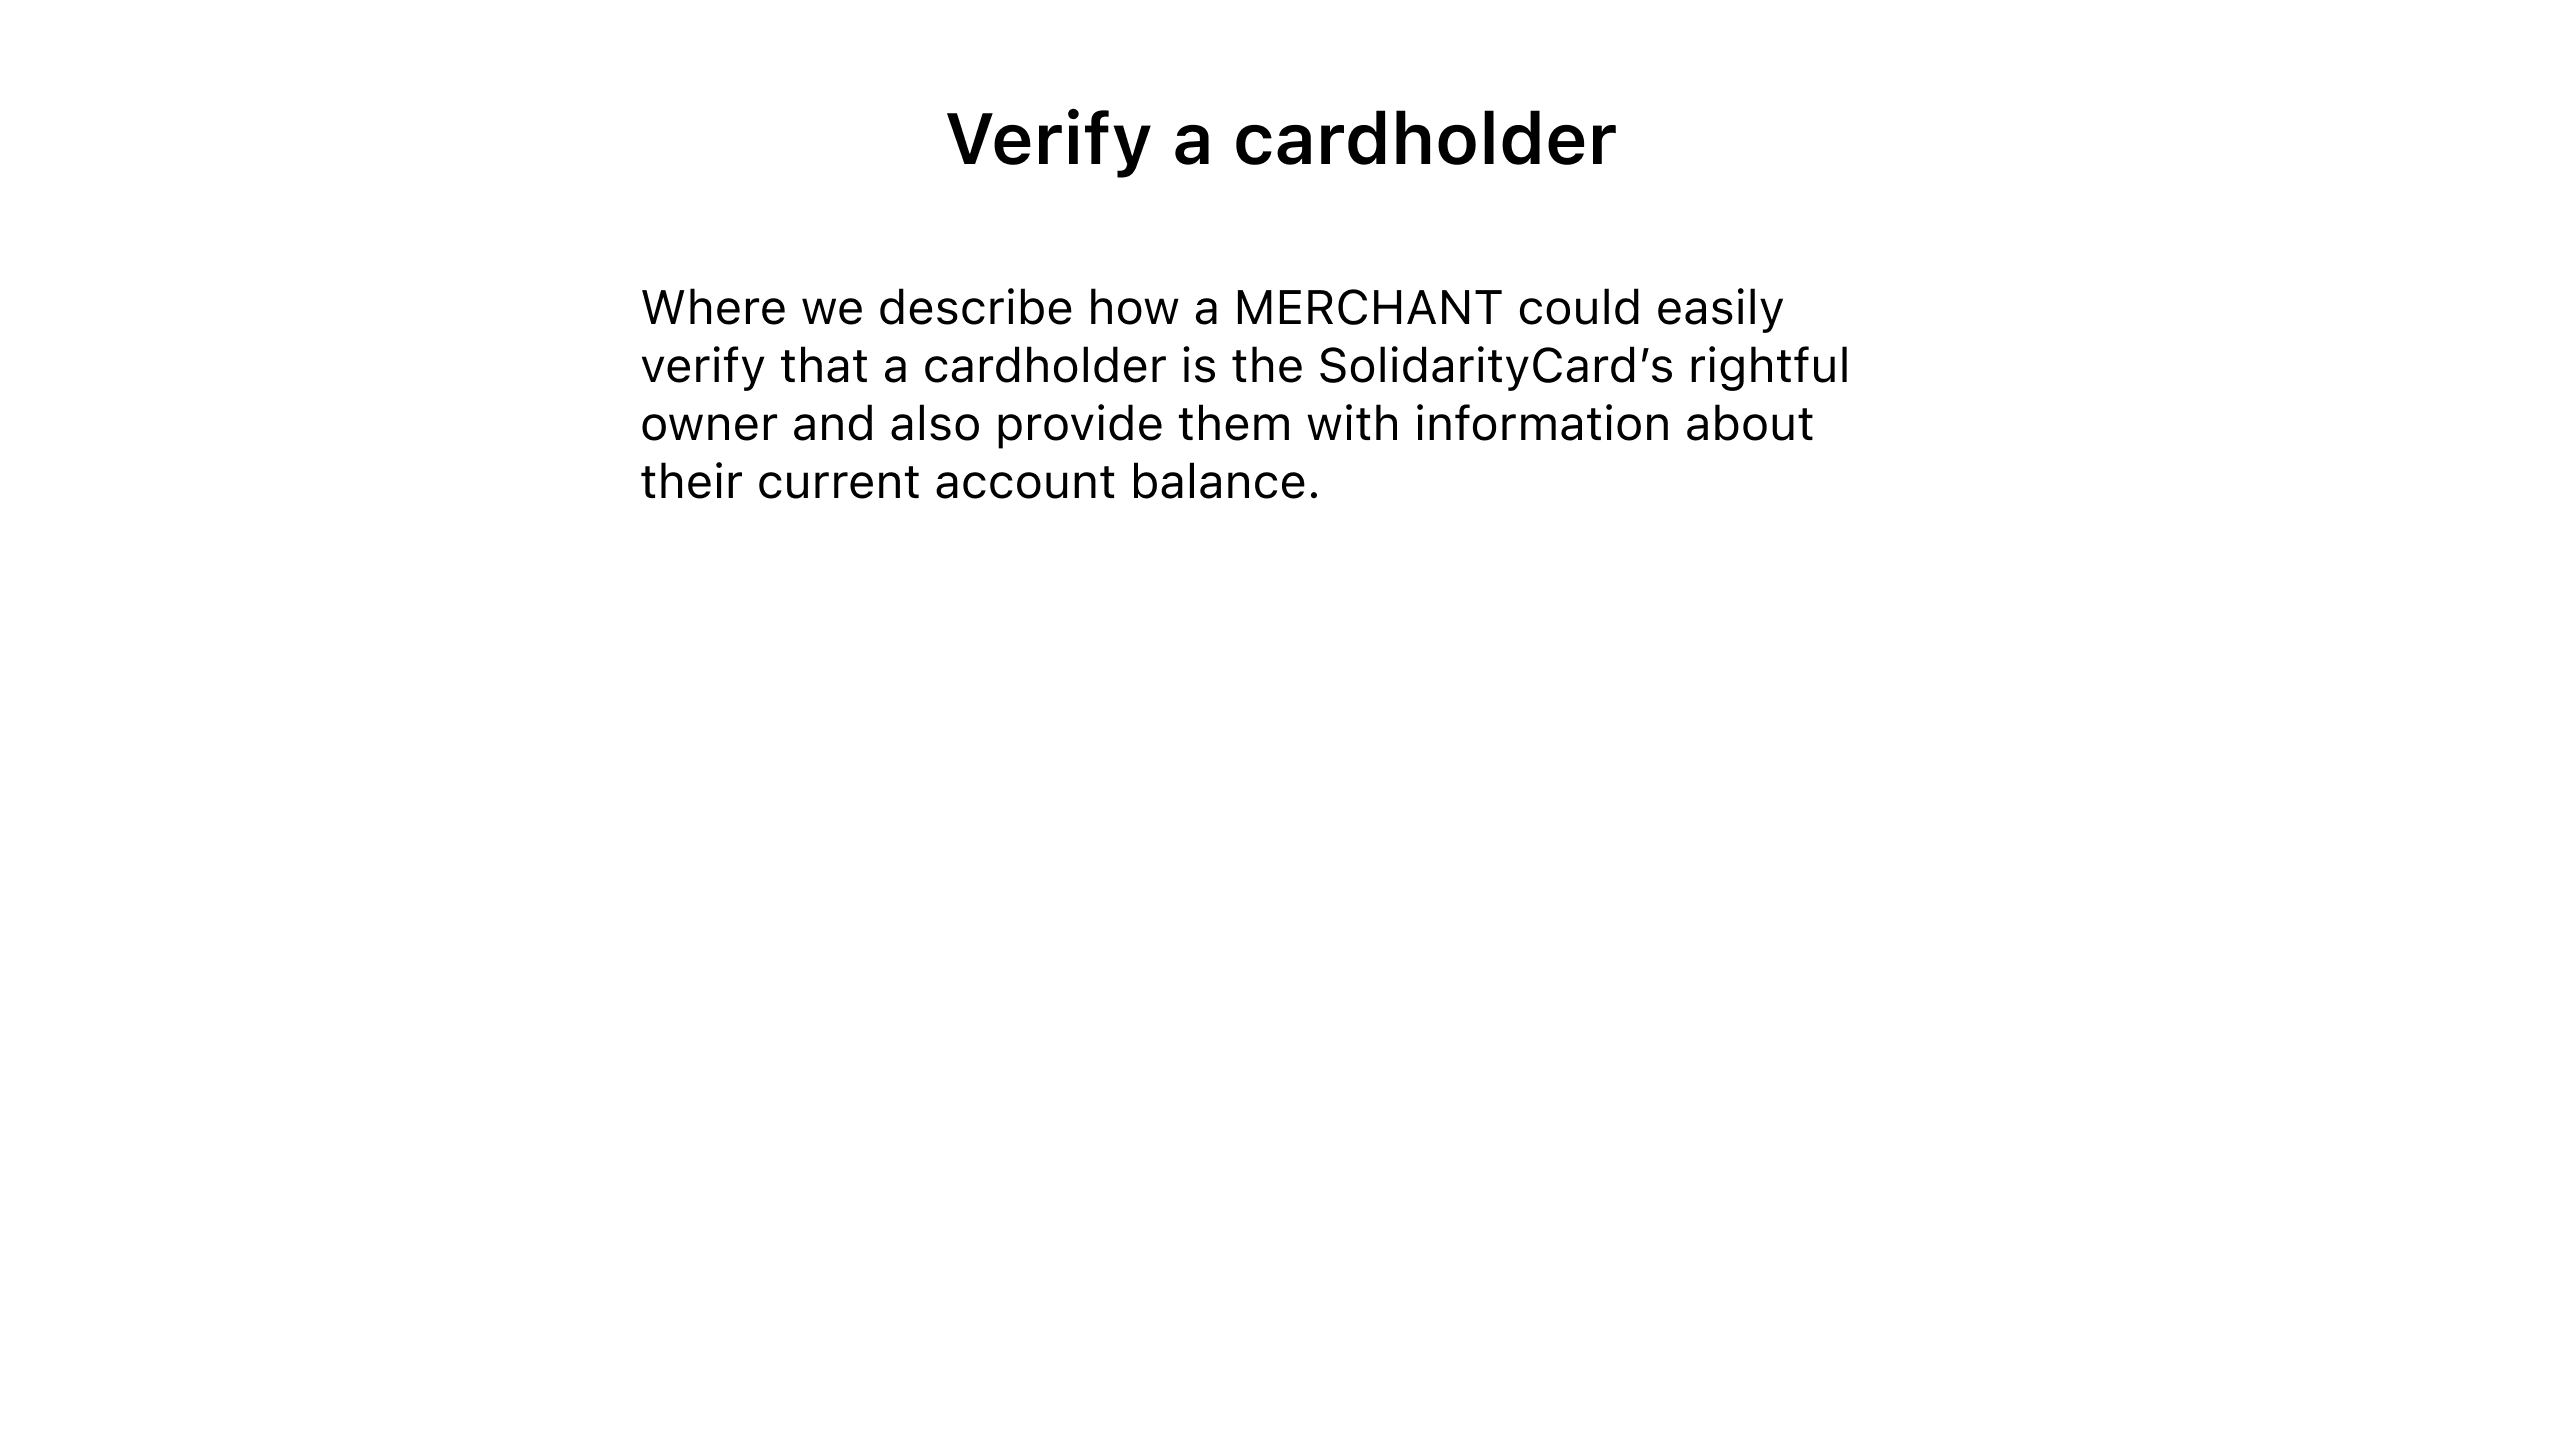 Verify a cardholder
Where we describe how a MERCHANT could easily
verify that a cardholder is the SolidarityCard’s rightful
owner and also provide them with information about
their current account balance.